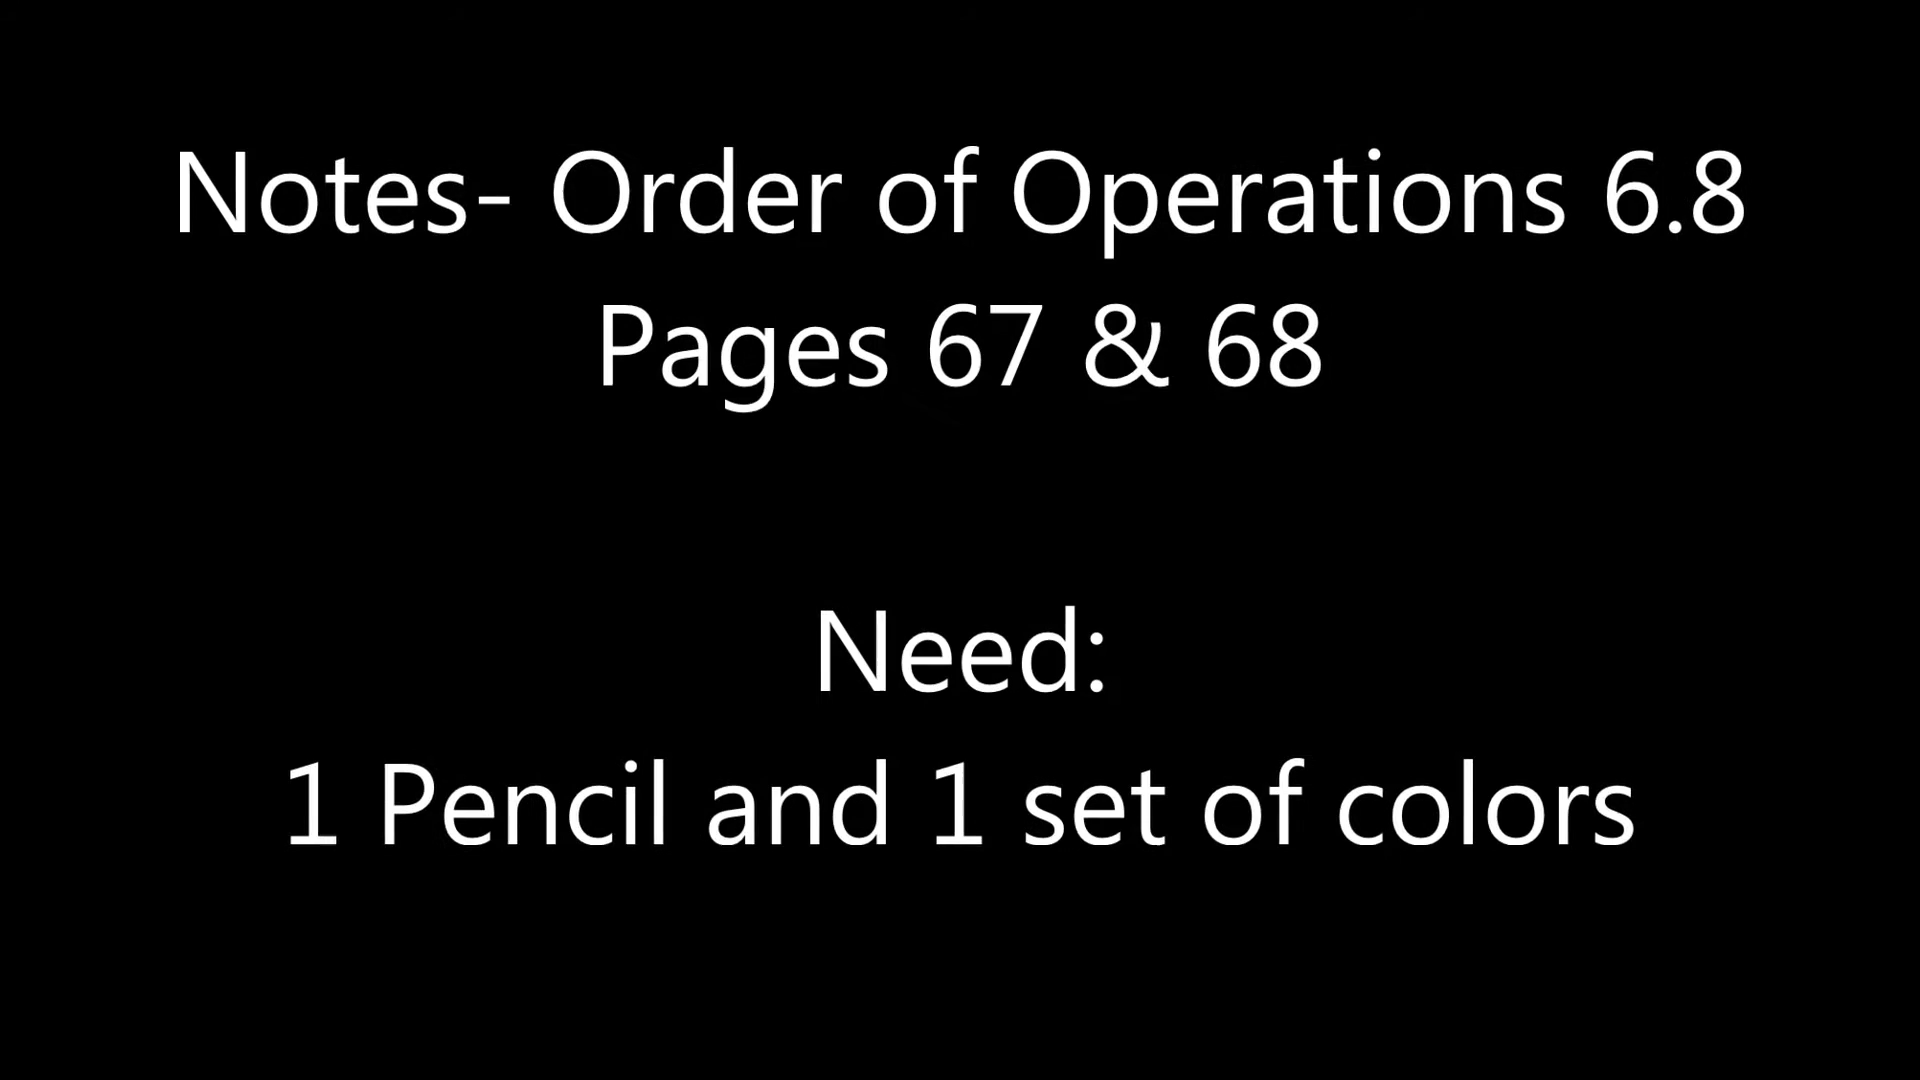 Notes- Order of Operations 6.8
Pages 67 & 68
Need:
1 Pencil and 1 set of colors